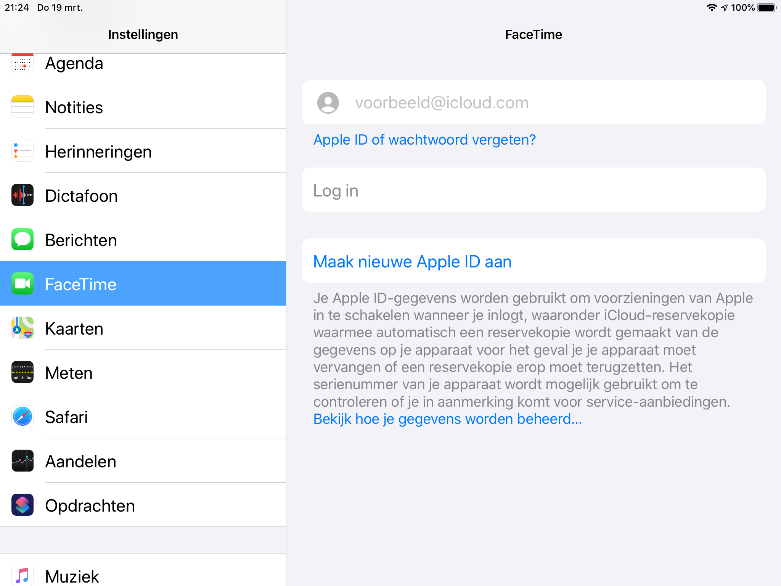 21:24 Do 19 mrt.
100%
Instellingen
Agenda
Notities
Herinneringen
Dictafoon
Berichten
FaceTime
Kaarten
Meten
Safari
Aandelen
Opdrachten
Muziek
FaceTime
voorbeeld@icloud.com
Apple ID of wachtwoord vergeten?
Log in
Maak nieuwe Apple ID aan
Je Apple ID-gegevens worden gebruikt om voorzieningen van Apple
in te schakelen wanneer je inlogt, waaronder iCloud-reservekopie
waarmee automatisch een reservekopie wordt gemaakt van de
gegevens op je apparaat voor het geval je je apparaat moet
vervangen of een reservekopie erop moet terugzetten. Het
serienummer van je apparaat wordt mogelijk gebruikt om te
controleren of je in aanmerking komt voor service-aanbiedingen.
Bekijk hoe je gegevens worden beheerd...